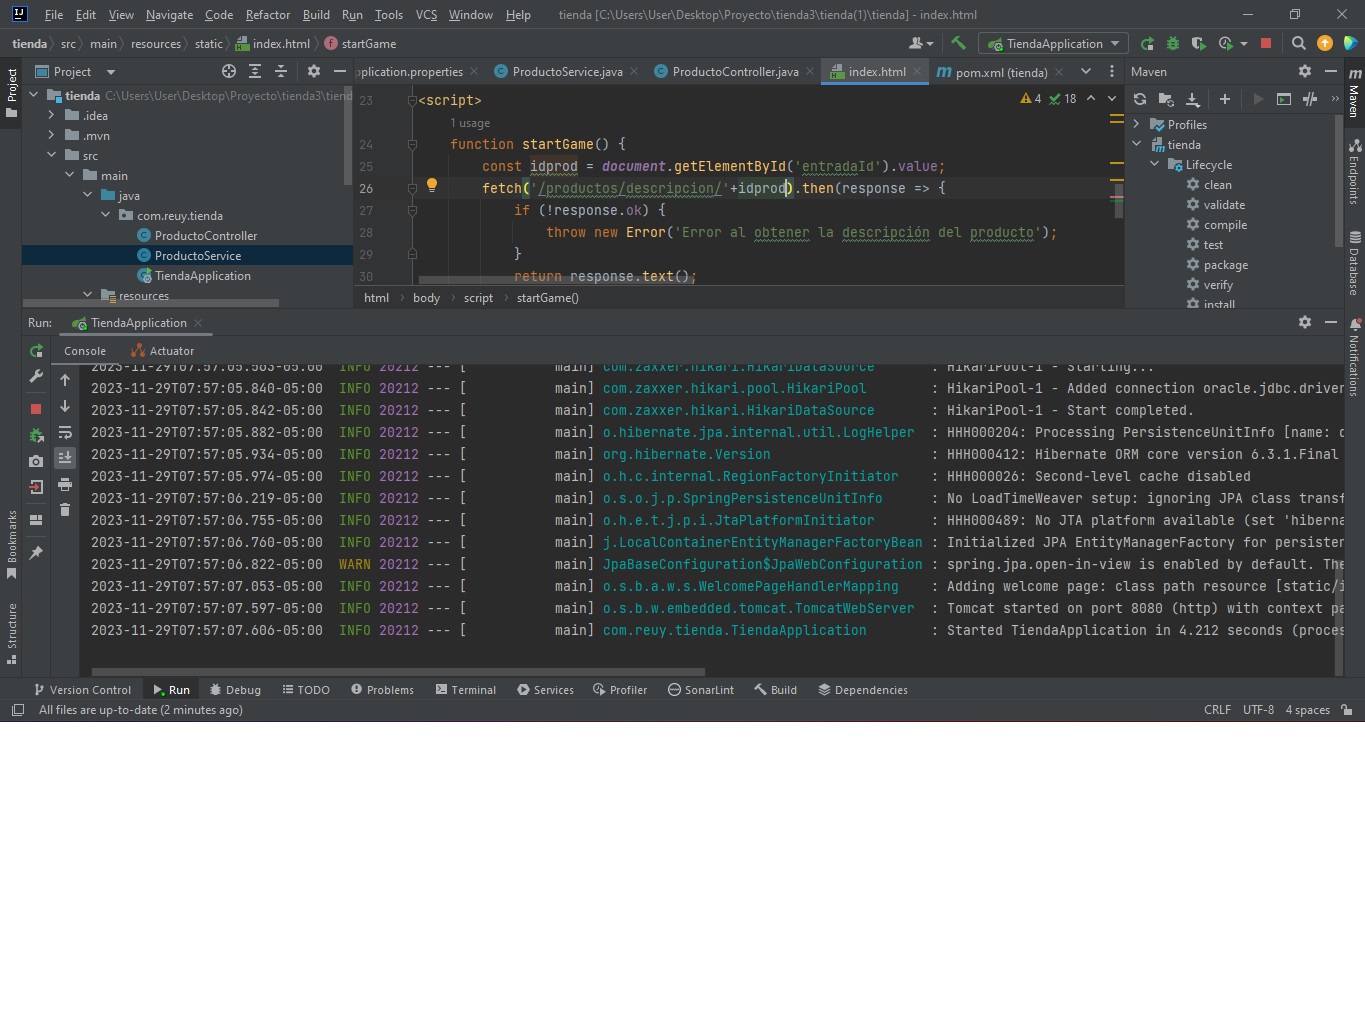 File Edit View Navigate Code Refactor Build Run Tools VCS Window Help tienda [C:\Users\User\Desktop\Proyecto\tienda3\tienda(1)\tienda] - index.html
tienda src main resources static index.html startGame TiendaApplication
Project Project
application.properties ProductoService.java ProductoController.java index.html pom.xml (tienda) Maven
tienda C:\Users\User\Desktop\Proyecto\tienda3\tienda
.idea
.mvn
src
main
java
com.reuy.tienda
ProductoController
ProductoService
TiendaApplication
resources
23 <script>
4 18
1 usage
24 function startGame() {
25 const idprod = document.getElementById('entradaId').value;
26 fetch('/productos/descripcion/'+idprod).then(response => {
27 if (!response.ok) {
28 throw new Error('Error al obtener la descripción del producto');
29 }
30 return response.text();
html body script startGame()
Profiles
tienda
Lifecycle
clean
validate
compile
test
package
verify
install
Maven
Endpoints
Database
Notifications
Run: TiendaApplication
Console Actuator
2023-11-29T07:57:05.563-05:00 INFO 20212 --- [ main] com.zaxxer.hikari.HikariDataSource : HikariPool-1 - Starting...
2023-11-29T07:57:05.840-05:00 INFO 20212 --- [ main] com.zaxxer.hikari.pool.HikariPool : HikariPool-1 - Added connection oracle.jdbc.driver
2023-11-29T07:57:05.842-05:00 INFO 20212 --- [ main] com.zaxxer.hikari.HikariDataSource : HikariPool-1 - Start completed.
2023-11-29T07:57:05.882-05:00 INFO 20212 --- [ main] o.hibernate.jpa.internal.util.LogHelper : HHH000204: Processing PersistenceUnitInfo [name: d
2023-11-29T07:57:05.934-05:00 INFO 20212 --- [ main] org.hibernate.Version : HHH000412: Hibernate ORM core version 6.3.1.Final
2023-11-29T07:57:05.974-05:00 INFO 20212 --- [ main] o.h.c.internal.RegionFactoryInitiator : HHH000026: Second-level cache disabled
2023-11-29T07:57:06.219-05:00 INFO 20212 --- [ main] o.s.o.j.p.SpringPersistenceUnitInfo : No LoadTimeWeaver setup: ignoring JPA class transf
2023-11-29T07:57:06.755-05:00 INFO 20212 --- [ main] o.h.e.t.j.p.i.JtaPlatformInitiator : HHH000489: No JTA platform available (set 'hiberna
2023-11-29T07:57:06.760-05:00 INFO 20212 --- [ main] j.LocalContainerEntityManagerFactoryBean : Initialized JPA EntityManagerFactory for persisten
2023-11-29T07:57:06.822-05:00 WARN 20212 --- [ main] JpaBaseConfiguration$JpaWebConfiguration : spring.jpa.open-in-view is enabled by default. The
2023-11-29T07:57:07.053-05:00 INFO 20212 --- [ main] o.s.b.a.w.s.WelcomePageHandlerMapping : Adding welcome page: class path resource [static/i
2023-11-29T07:57:07.597-05:00 INFO 20212 --- [ main] o.s.b.w.embedded.tomcat.TomcatWebServer : Tomcat started on port 8080 (http) with context pa
2023-11-29T07:57:07.606-05:00 INFO 20212 --- [ main] com.reuy.tienda.TiendaApplication : Started TiendaApplication in 4.212 seconds (proces
Bookmarks
Structure
Version Control Run Debug TODO Problems Terminal Services Profiler SonarLint Build Dependencies
All files are up-to-date (2 minutes ago) CRLF UTF-8 4 spaces